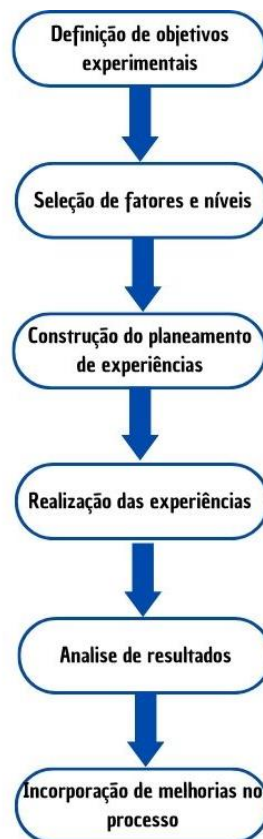 Definição de objetivos
experimentais
Seleção de fatores e níveis
Construção do planeamento
de experiências
Realização das experiências
Analise de resultados
Incorporação de melhorias no
processo